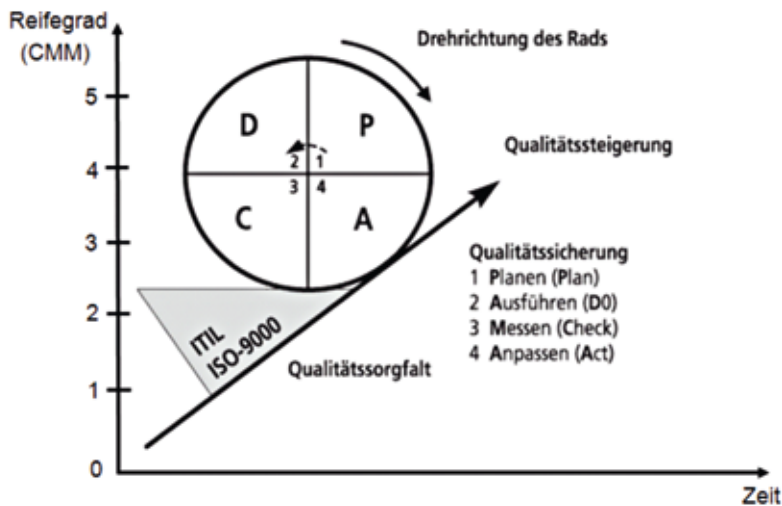 Reifegrad
(CMM)
Drehrichtung des Rads
5
4
3
2
1
0
D
P
2
1
3
4
C
A
Qualitätssteigerung
Qualitätssicherung
1 Planen (Plan)
2 Ausführen (D0)
3 Messen (Check)
4 Anpassen (Act)
ITIL
ISO-9000
Qualitätssorgfalt
Zeit